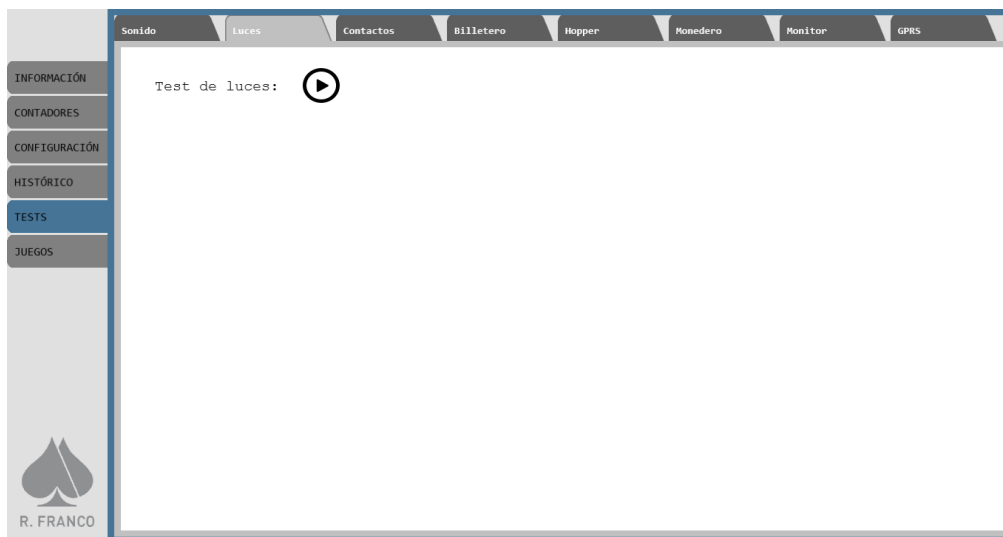 Sonido Luces Contactos Billetero Hopper Monedero Monitor GPRS
INFORMACIÓN
CONTADORES
CONFIGURACIÓN
HISTÓRICO
TESTS
JUEGOS
Test de luces:
R. FRANCO